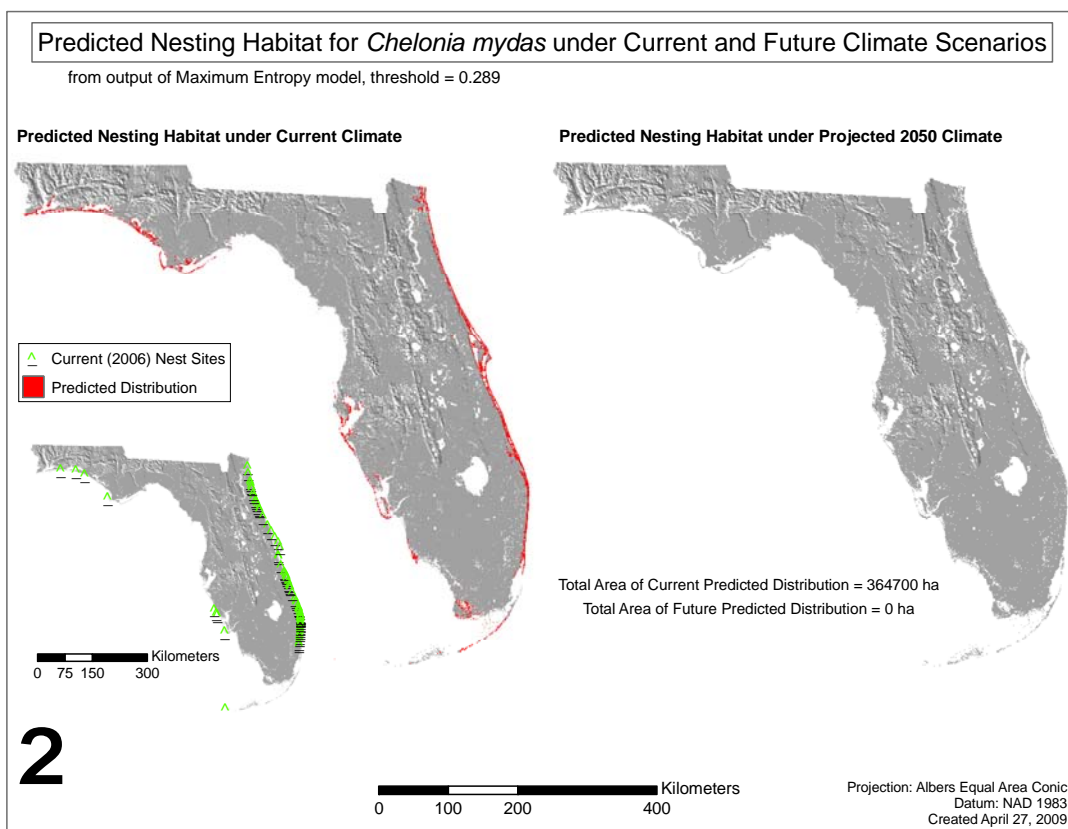 Predicted Nesting Habitat for Chelonia mydas under Current and Future Climate Scenarios
from output of Maximum Entropy model, threshold = 0.289
Predicted Nesting Habitat under Current Climate
Predicted Nesting Habitat under Projected 2050 Climate
Current (2006) Nest Sites
Predicted Distribution
Total Area of Current Predicted Distribution = 364700 ha
Total Area of Future Predicted Distribution = 0 ha
Kilometers
0 75 150 300
2
Kilometers
0 100 200 400
Projection: Albers Equal Area Conic
Datum: NAD 1983
Created April 27, 2009